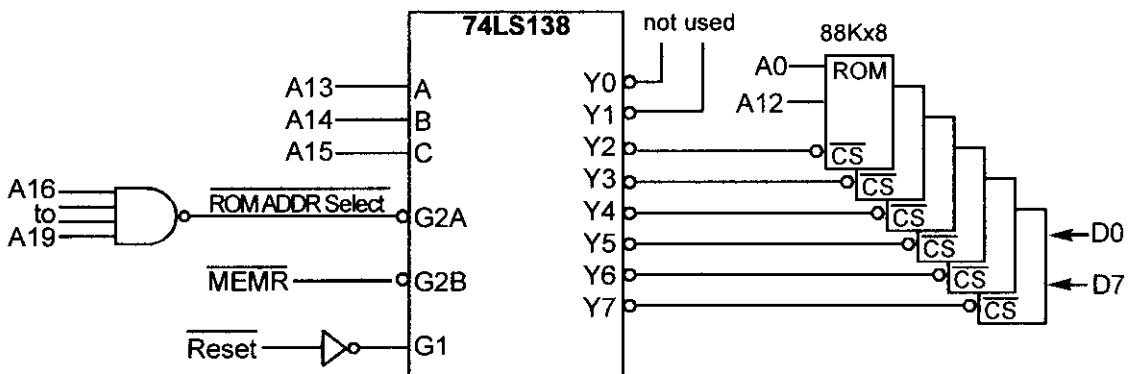 74LS138
not used
88Kx8
A13
A
A14
B
A15
C
Y0
Y1
Y2
Y3
Y4
Y5
Y6
Y7
A0
ROM
A12
CS
CS
CS
CS
CS
CS
A16
to
A19
ROM ADDR Select
G2A
MEMR
G2B
Reset
G1
D0
D7